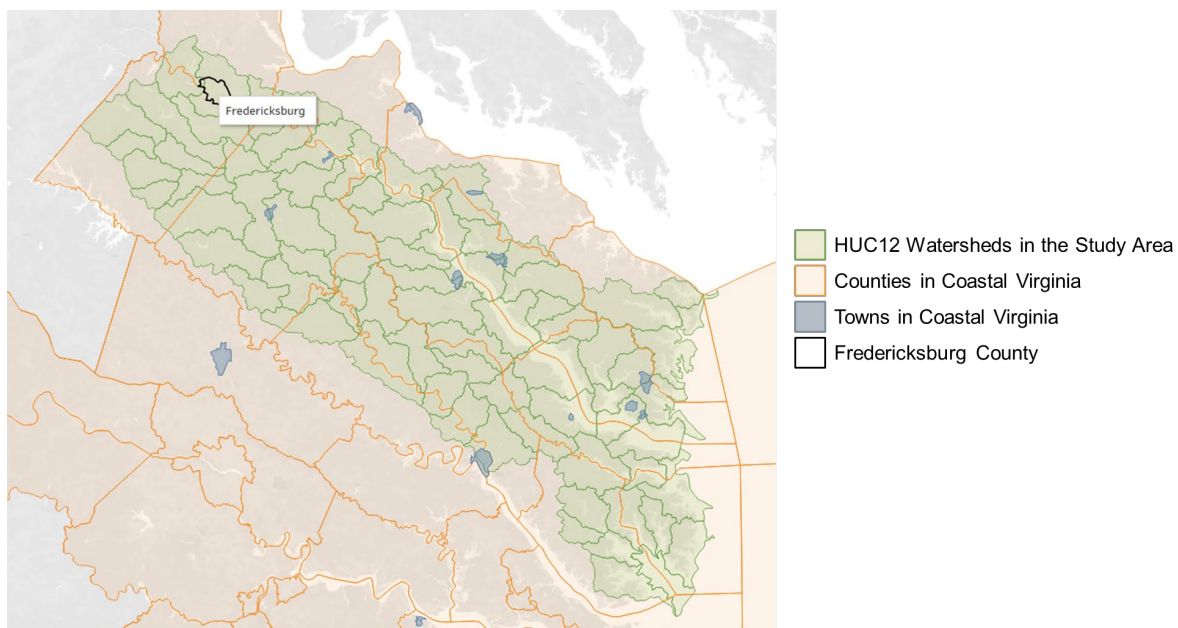 Fredericksburg
HUC12 Watersheds in the Study Area
Counties in Coastal Virginia
Towns in Coastal Virginia
Fredericksburg County